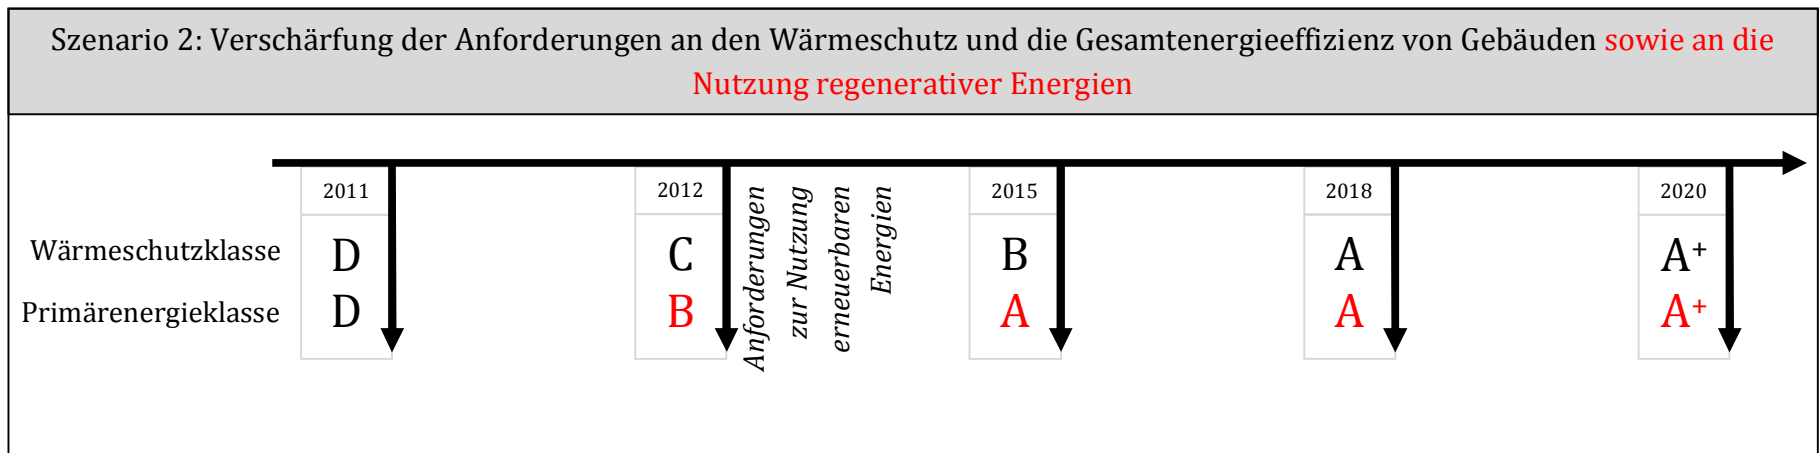 Szenario 2: Verschärfung der Anforderungen an den Wärmeschutz und die Gesamtenergieeffizienz von Gebäuden sowie an die
Nutzung regenerativer Energien
2011 2012 2015 2018 2020
Wärmeschutzklasse D C B A A+
Primärenergieklasse D B A A A+
Anforderungen
zur Nutzung
erneuerbaren
Energien